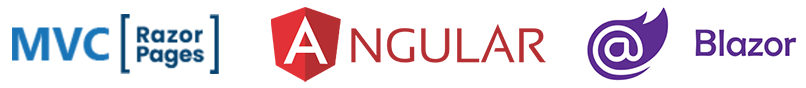 MVC [Razor Pages]
ANGULAR
@ Blazor